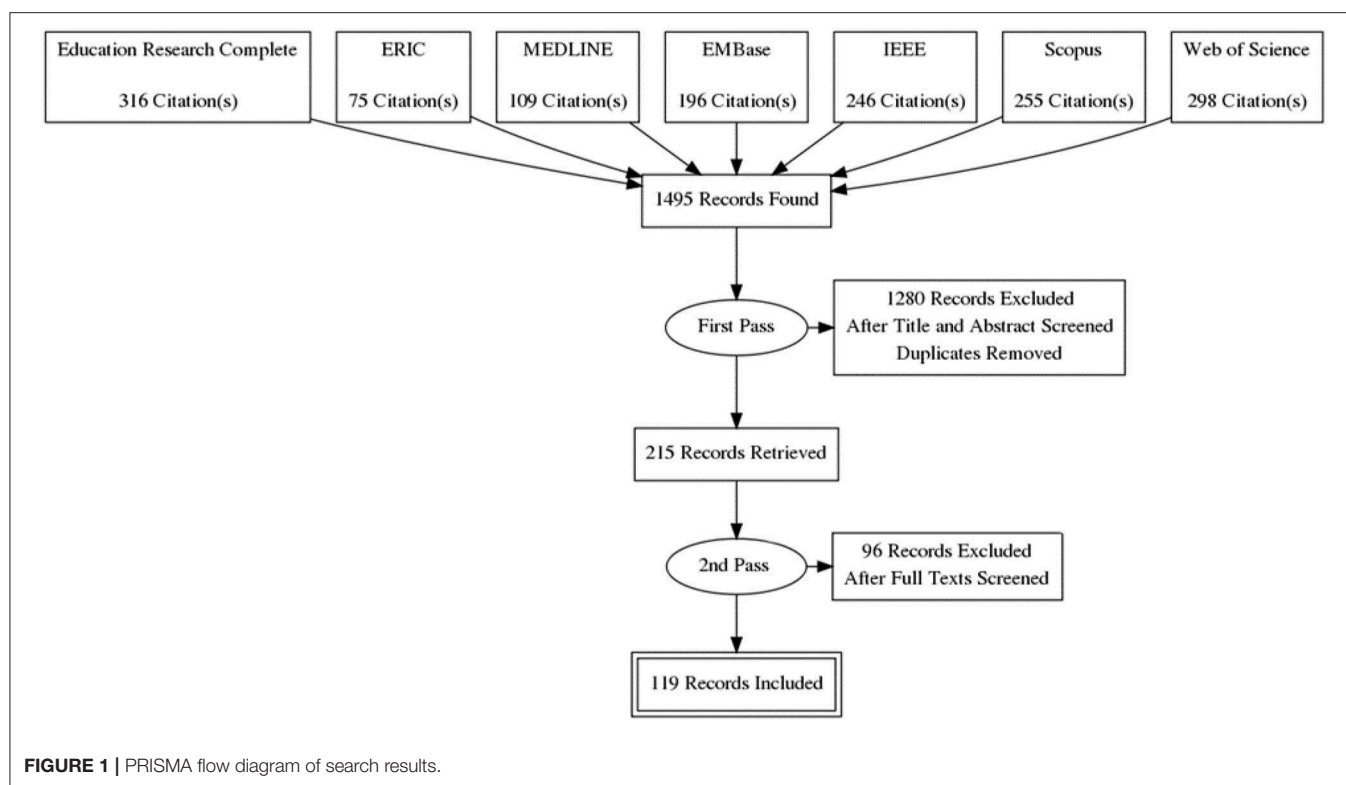 Education Research Complete
316 Citation(s)
ERIC
75 Citation(s)
MEDLINE
109 Citation(s)
EMBase
196 Citation(s)
IEEE
246 Citation(s)
Scopus
255 Citation(s)
Web of Science
298 Citation(s)
1495 Records Found
First Pass
1280 Records Excluded
After Title and Abstract Screened
Duplicates Removed
215 Records Retrieved
2nd Pass
96 Records Excluded
After Full Texts Screened
119 Records Included
FIGURE 1 | PRISMA flow diagram of search results.